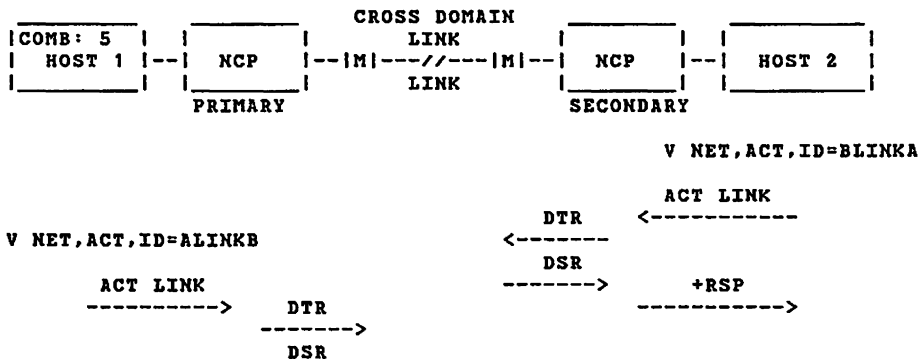 CROSS DOMAIN
COMB: 5 LINK
HOST 1 |--| NCP |--|M|---//---|M|--| NCP |--| HOST 2
LINK
PRIMARY SECONDARY
V NET,ACT,ID=BLINKA
ACT LINK
DTR <-----------
V NET,ACT,ID=ALINKB <-------
DSR
ACT LINK -------> +RSP
-----------> DTR ----------->
------->
DSR